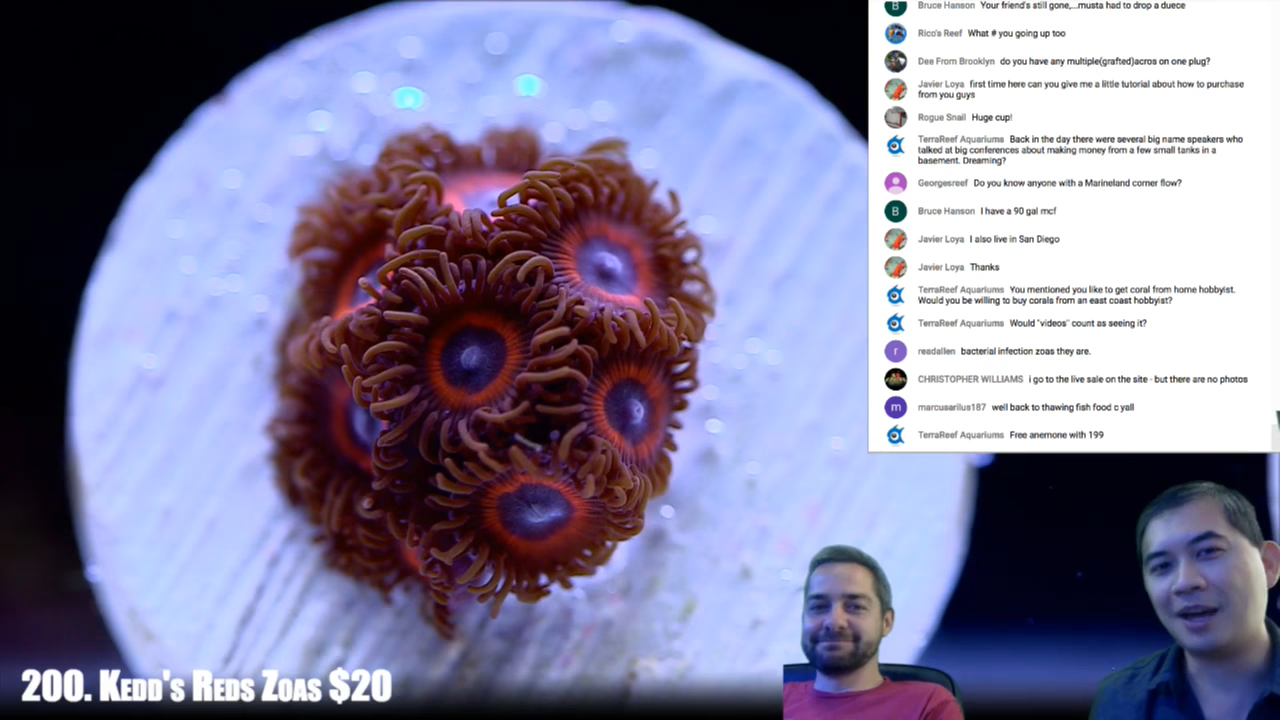 B Bruce Hanson Your friend's still gone,...musta had to drop a duece
Rico's Reef What # you going up too
Dee From Brooklyn do you have any multiple(grafted)acros on one plug?
Javier Loya first time here can you give me a little tutorial about how to purchase
from you guys
Rogue Snail Huge cup!
TerraReef Aquariums Back in the day there were several big name speakers who
talked at big conferences about making money from a few small tanks in a
basement. Dreaming?
Georgesreef Do you know anyone with a Marineland corner flow?
B Bruce Hanson I have a 90 gal mcf
Javier Loya I also live in San Diego
Javier Loya Thanks
TerraReef Aquariums You mentioned you like to get coral from home hobbyist.
Would you be willing to buy corals from an east coast hobbyist?
TerraReef Aquariums Would "videos" count as seeing it?
r readallen bacterial infection zoas they are.
CHRISTOPHER WILLIAMS i go to the live sale on the site - but there are no photos
m marcusarilus187 well back to thawing fish food c yall
TerraReef Aquariums Free anemone with 199
200. Kedd's Reds Zoas $20